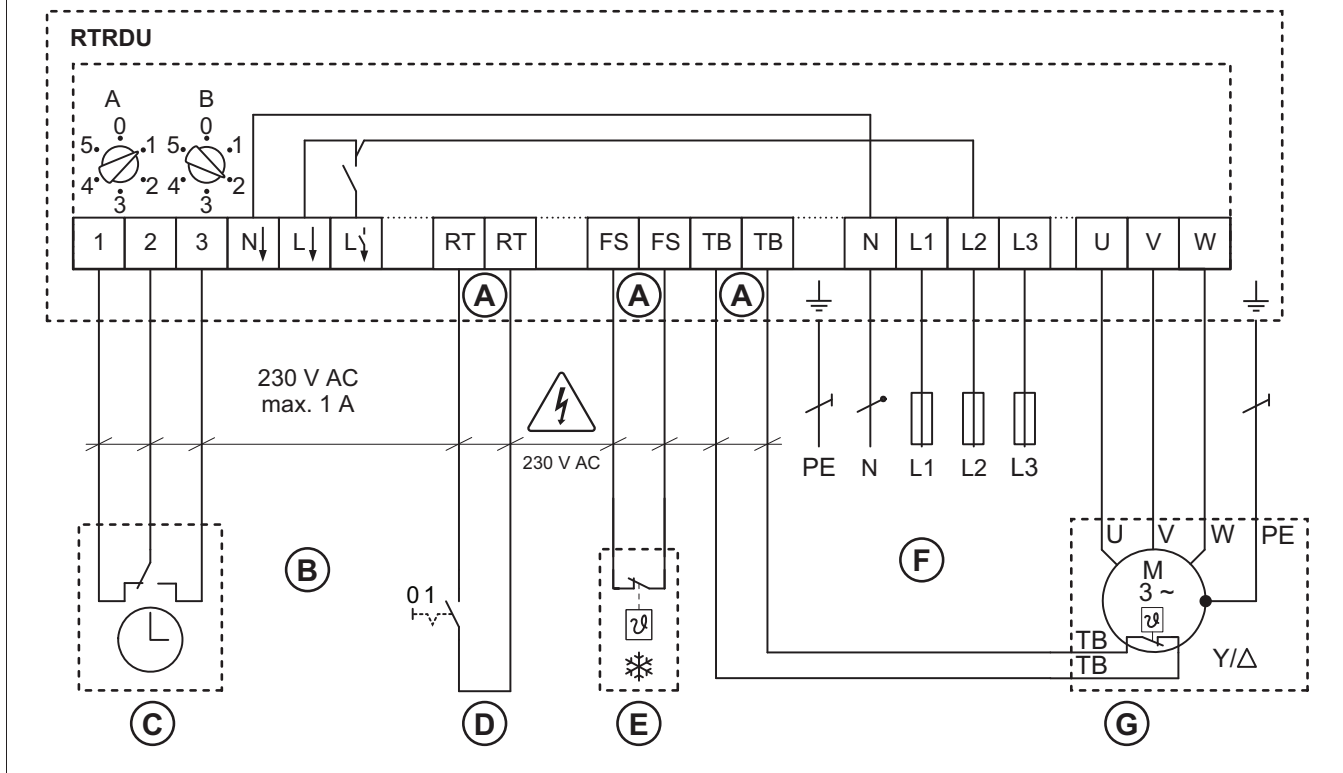 RTRDU
A B
0 0
5 1 5 1
4 2 4 2
3 3
1 2 3 N L L RT RT FS FS TB TB N L1 L2 L3 U V W
A A A
230 V AC
max. 1 A
230 V AC
PE N L1 L2 L3
U V W PE
M
3 ~
ϑ
TB
TB
Y/△
B
F
0 1
ϑ
C D E G